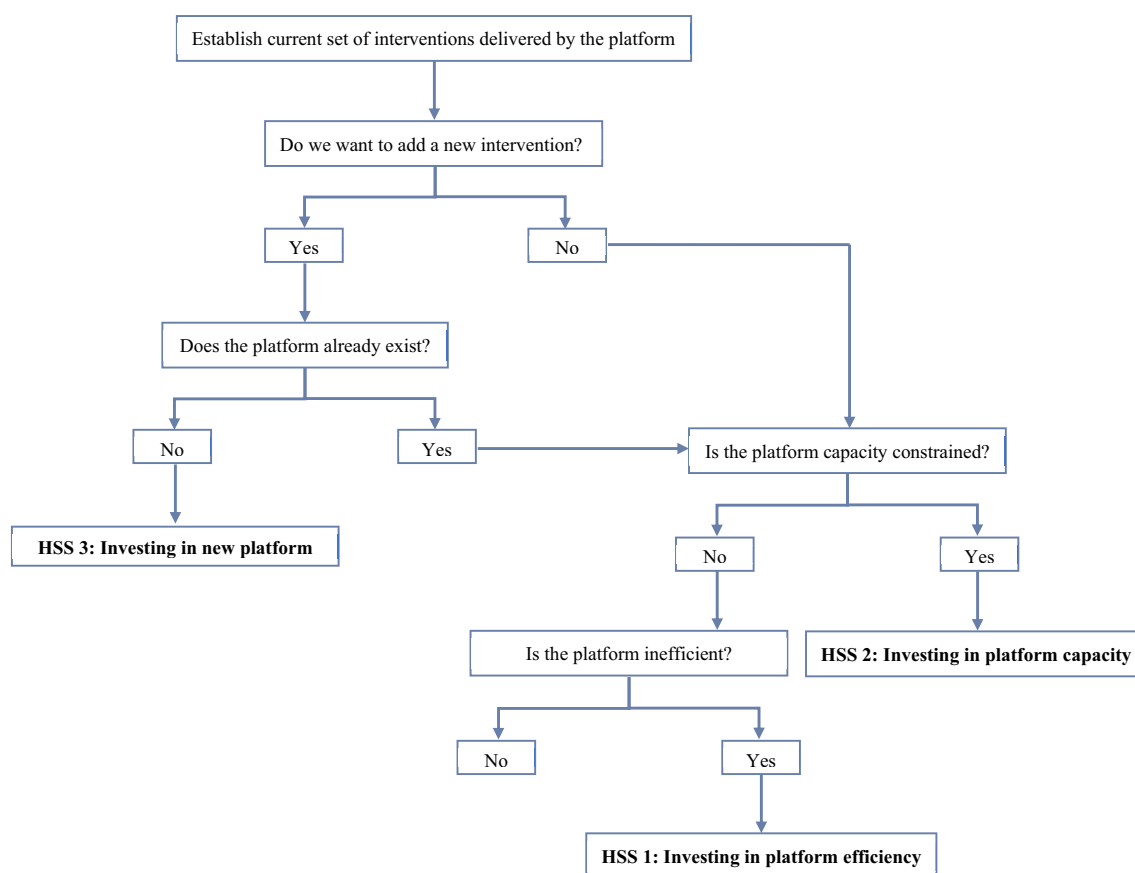 Establish current set of interventions delivered by the platform
Do we want to add a new intervention?
Yes
No
Does the platform already exist?
No
Yes
Is the platform capacity constrained?
HSS 3: Investing in new platform
No
Yes
Is the platform inefficient?
HSS 2: Investing in platform capacity
No
Yes
HSS 1: Investing in platform efficiency